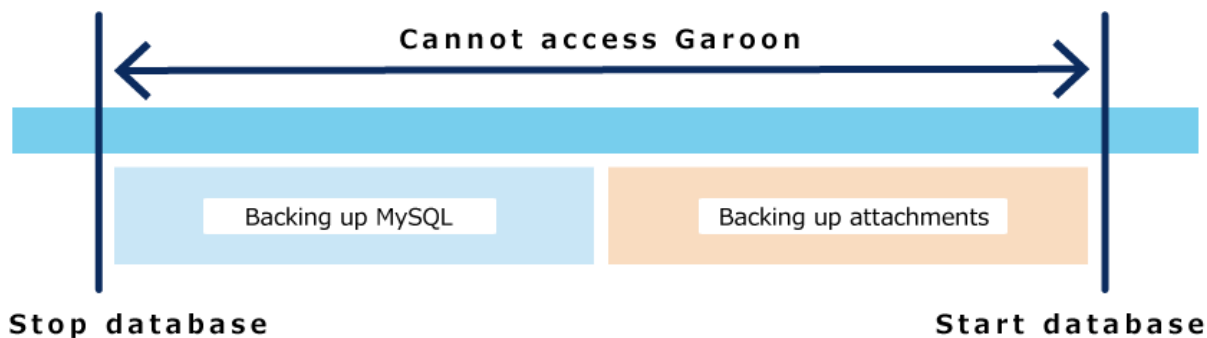 Cannot access Garoon
Backing up MySQL
Backing up attachments
Stop database
Start database